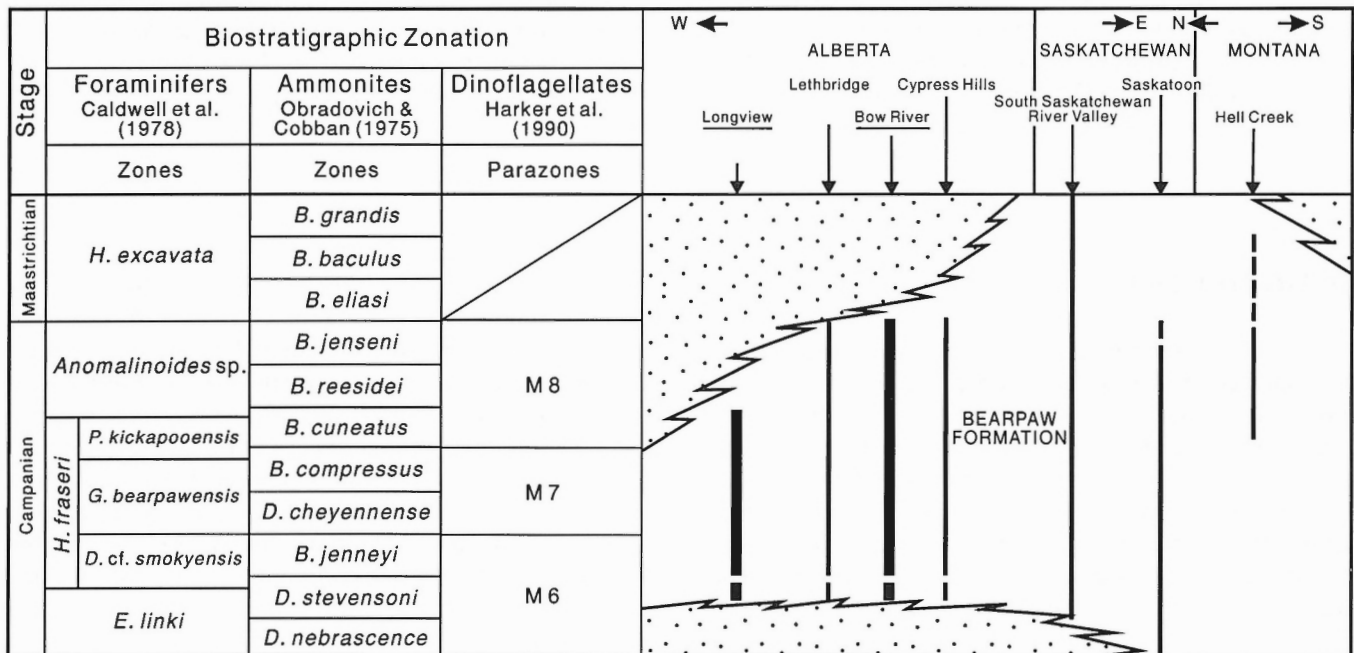 Stage
Biostratigraphic Zonation
Foraminifers
Caldwell et al.
(1978)
Ammonites
Obradovich &
Cobban (1975)
Dinoflagellates
Harker et al.
(1990)
Zones
Zones
Parazones
W
E
N
S
ALBERTA
SASKATCHEWAN
MONTANA
Longview
Lethbridge
Bow River
Cypress Hills
South Saskatchewan
River Valley
Saskatoon
Hell Creek
Maastrichtian
H. excavata
B. grandis
B. baculus
B. eliasi
Campanian
Anomalinoides sp.
H. fraseri
P. kickapooensis
G. bearpawensis
D. cf. smokyensis
E. linki
B. jenseni
B. reesidei
B. cuneatus
B. compressus
D. cheyennense
B. jenneyi
D. stevensoni
D. nebrascence
M 8
M 7
M 6
BEARPAW
FORMATION